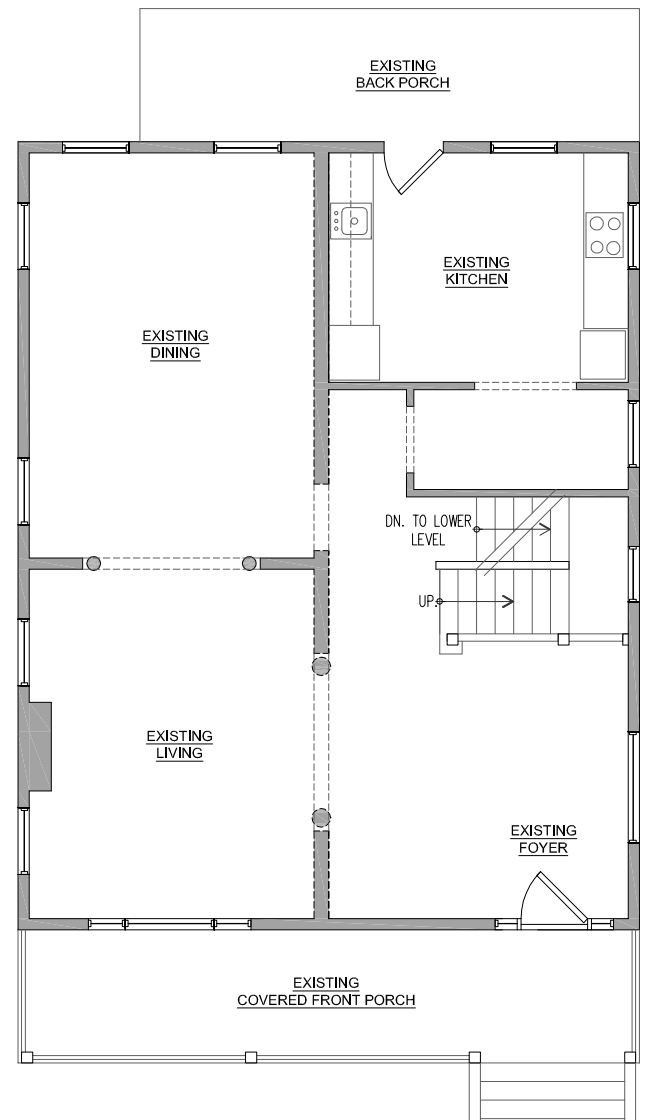 EXISTING
BACK PORCH
EXISTING
KITCHEN
EXISTING
DINING
DN. TO LOWER
LEVEL
UP.
EXISTING
LIVING
EXISTING
FOYER
EXISTING
COVERED FRONT PORCH